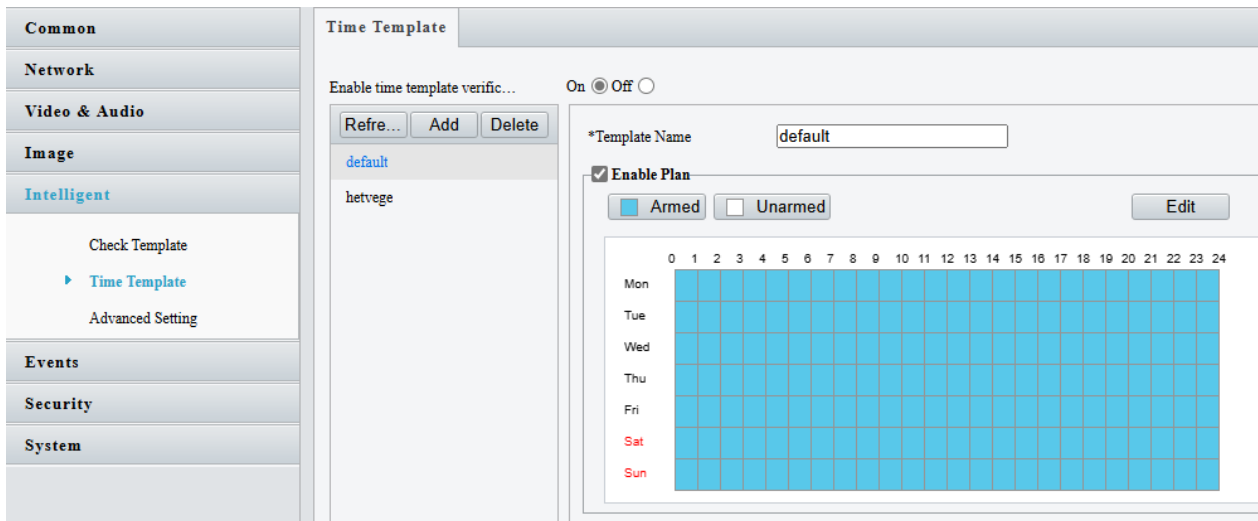 Common
Network
Video & Audio
Image
Intelligent
Check Template
Time Template
Advanced Setting
Events
Security
System
Time Template
Enable time template verific... On Off
Refre... Add Delete
default
hetvege
*Template Name default
Enable Plan
Armed Unarmed Edit
0 1 2 3 4 5 6 7 8 9 10 11 12 13 14 15 16 17 18 19 20 21 22 23 24
Mon
Tue
Wed
Thu
Fri
Sat
Sun